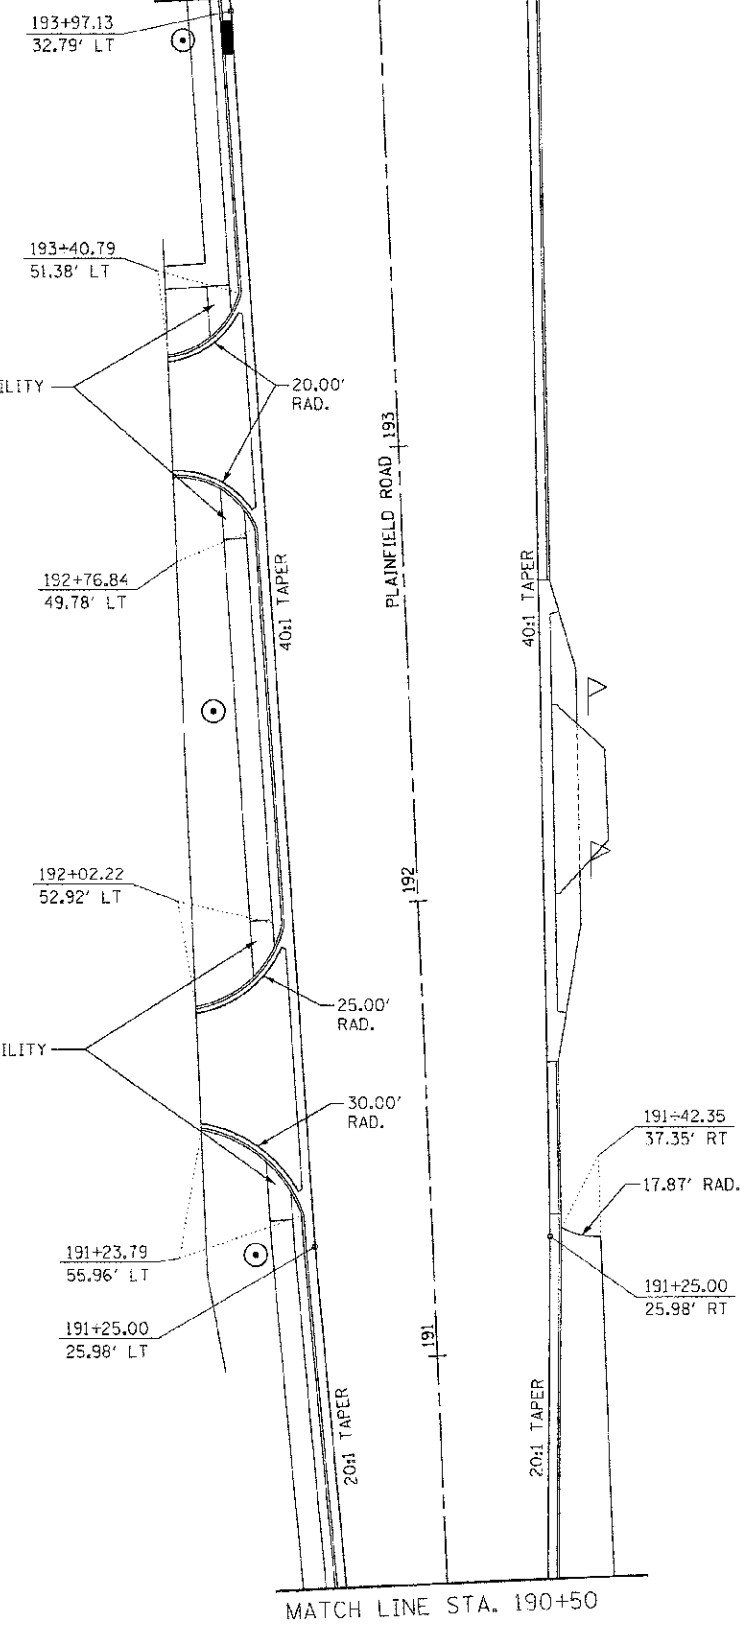 193+97.13
32.79' LT
193+40.79
51.38' LT
ILITY
20.00'
RAD.
193
PLAINFIELD ROAD
192+76.84
49.78' LT
40:1 TAPER
40:1 TAPER
192+02.22
52.92' LT
192
25.00'
RAD.
ILITY
30.00'
RAD.
191+42.35
37.35' RT
17.87' RAD.
191+23.79
55.96' LT
191+25.00
25.98' RT
191+25.00
25.98' LT
191
20:1 TAPER
20:1 TAPER
MATCH LINE STA. 190+50